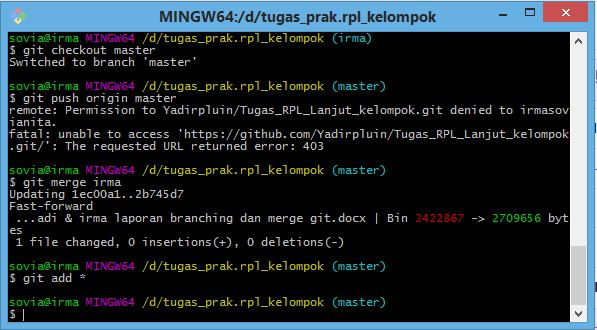 MINGW64:/d/tugas_prak.rpl_kelompok
sovia@irma MINGW64 /d/tugas_prak.rpl_kelompok (irma)
$ git checkout master
Switched to branch 'master'
sovia@irma MINGW64 /d/tugas_prak.rpl_kelompok (master)
$ git push origin master
remote: Permission to Yadirpluin/Tugas_RPL_Lanjut_kelompok.git denied to irmasov
ianita.
fatal: unable to access 'https://github.com/Yadirpluin/Tugas_RPL_Lanjut_kelompok
.git/': The requested URL returned error: 403
sovia@irma MINGW64 /d/tugas_prak.rpl_kelompok (master)
$ git merge irma
Updating 1ec00a1..2b745d7
Fast-forward
...adi & irma laporan branching dan merge git.docx | Bin 2422867 -> 2709656 byt
es
1 file changed, 0 insertions(+), 0 deletions(-)
sovia@irma MINGW64 /d/tugas_prak.rpl_kelompok (master)
$ git add *
sovia@irma MINGW64 /d/tugas_prak.rpl_kelompok (master)
$